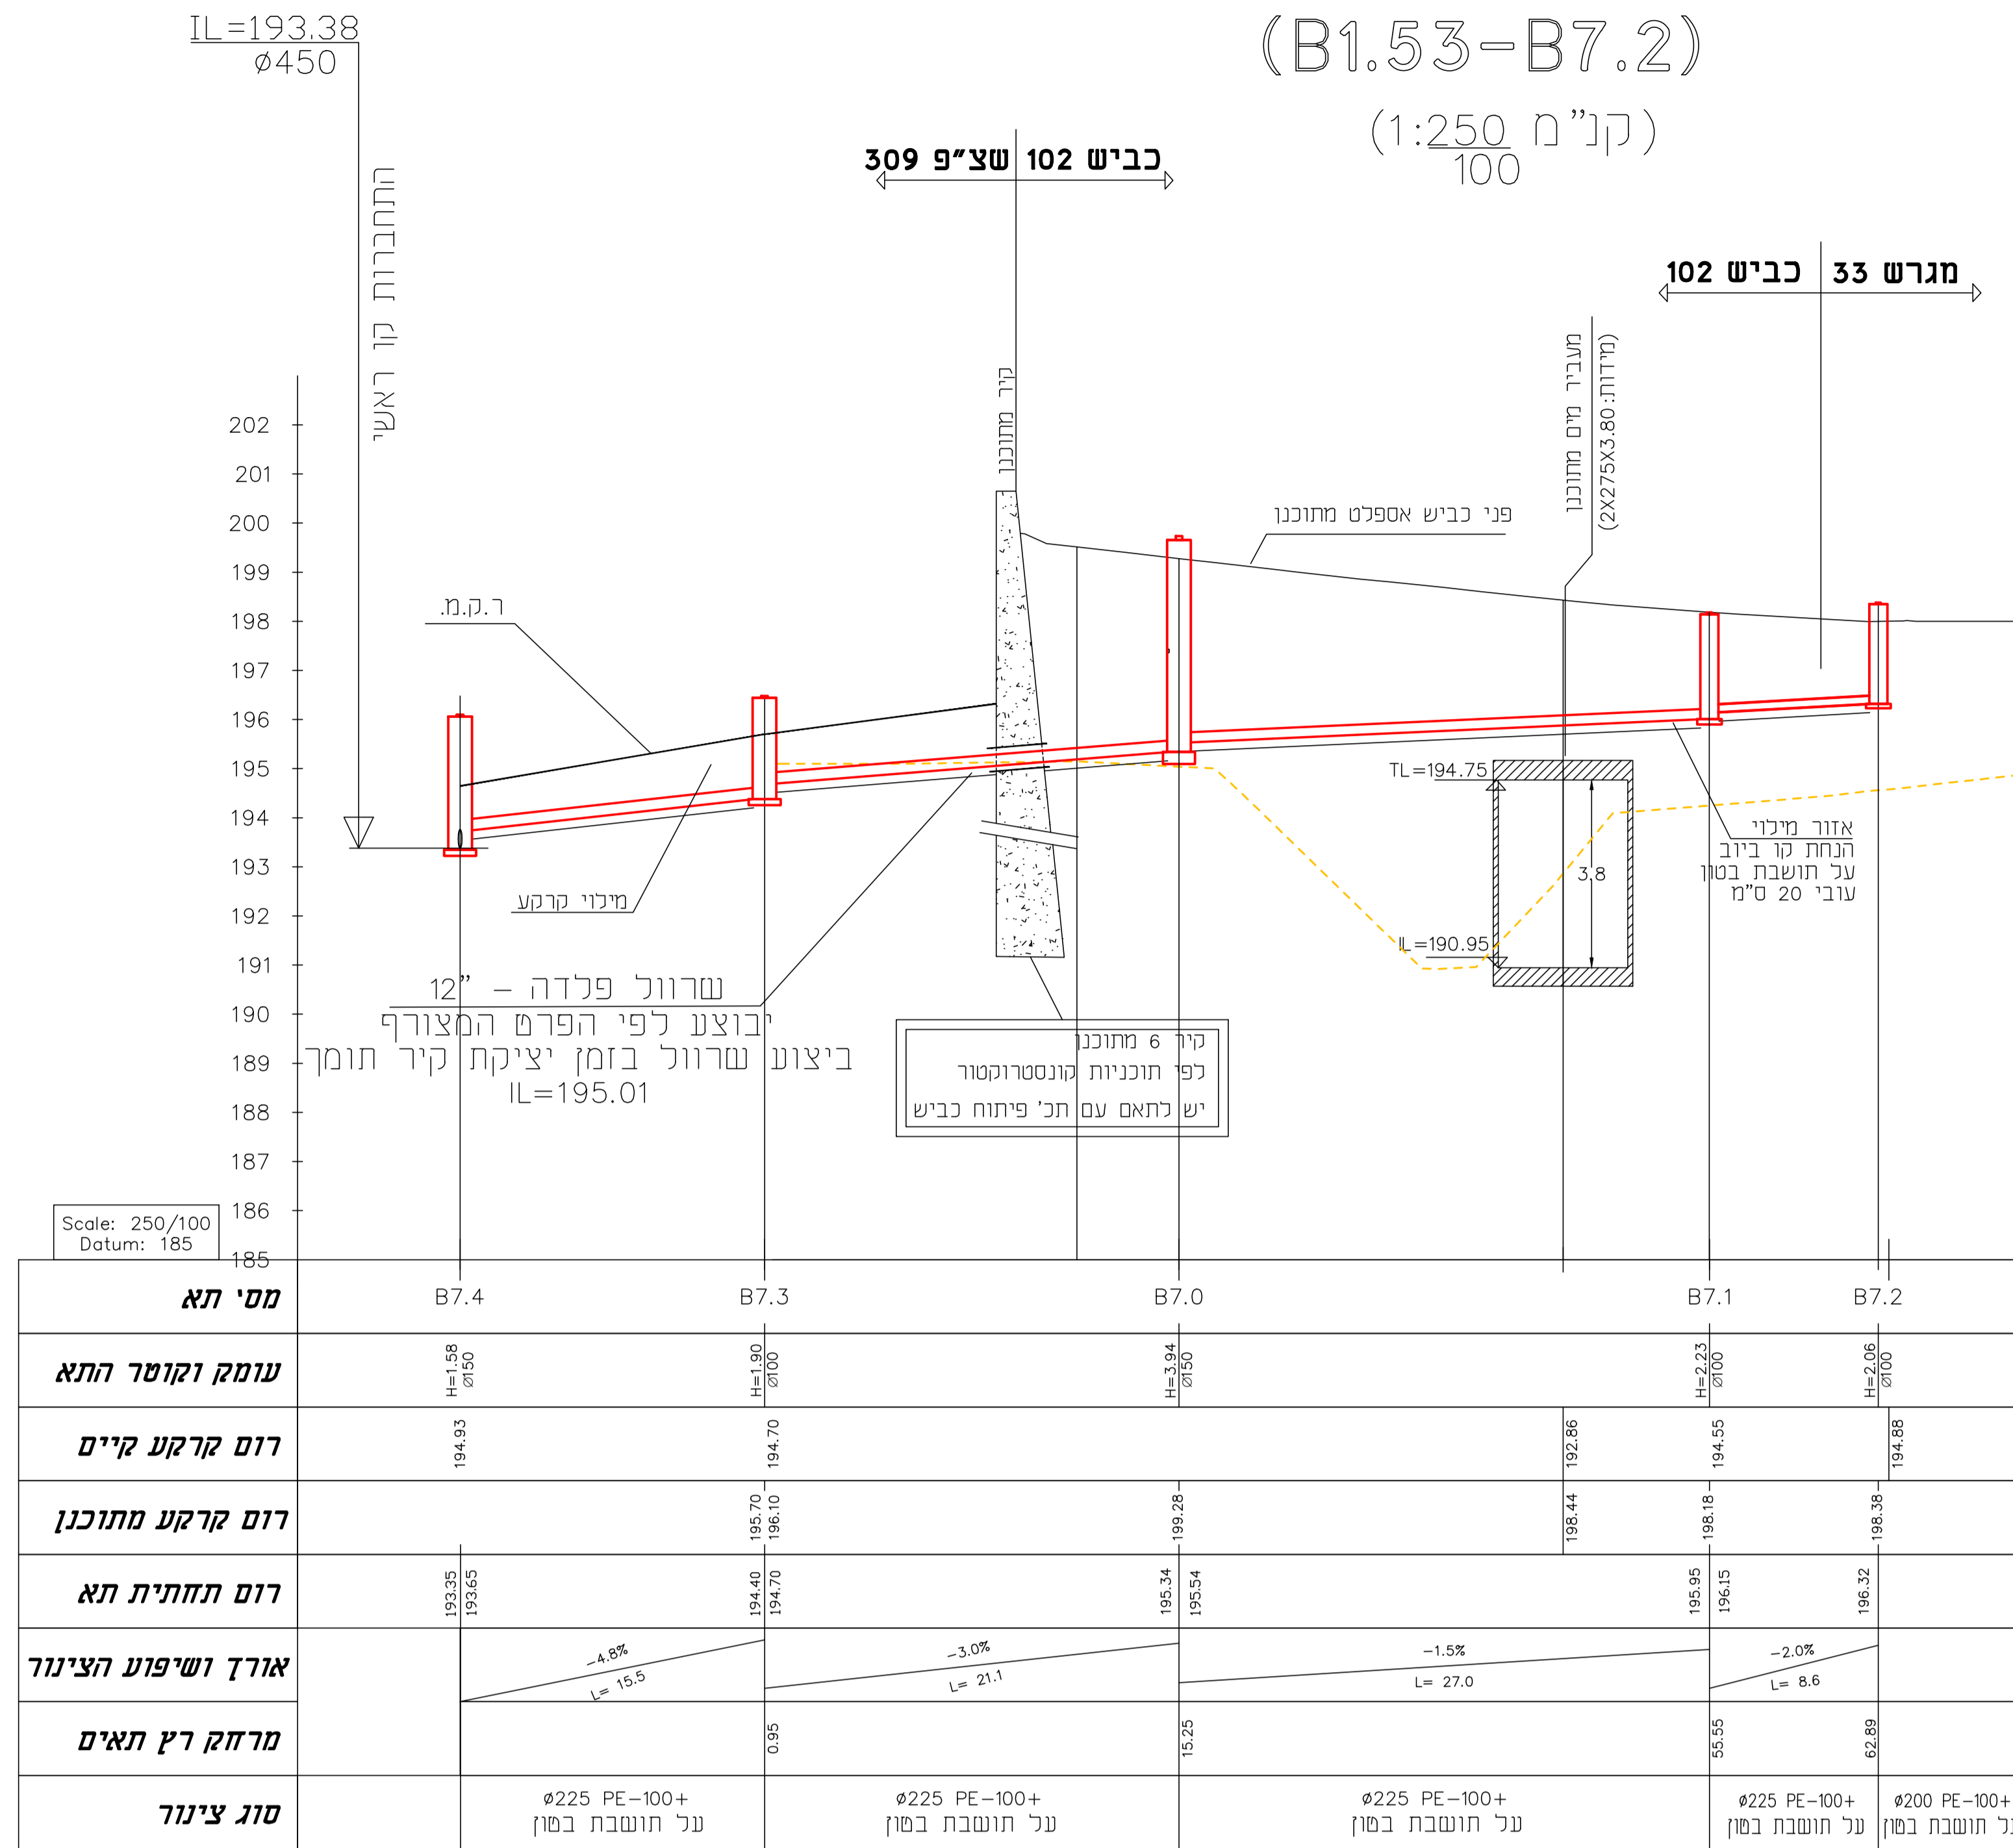 (B1.53-B7.2)
(קנ"מ 1:250
100
IL=193.38
ø450
התחברות קו ראשי
שצ"פ 309
כביש 102
כביש 102
מגרש 33
קיר מתוכנן
מעביר מים מתוכנן
(מידות: 2X275X3.80)
פני כביש אספלט מתוכנן
ר.ק.מ.
202
201
200
199
198
197
196
195
194
193
192
191
190
189
188
187
186
185
TL=194.75
3.8
IL=190.95
אזור מילוי
הנחת קו ביוב
על תושבת בטון
עובי 20 ס"מ
מילוי קרקע
שרוול פלדה - "12
יבוצע לפי הפרט המצורף
ביצוע שרוול בזמן יציקת קיר תומך
IL=195.01
קיר 6 מתוכנן
לפי תוכניות קונסטרוקטור
יש לתאם עם תכ' פיתוח כביש
Scale: 250/100
Datum: 185
מס' תא
B7.4
B7.3
B7.0
B7.1
B7.2
עומק וקוטר התא
H=1.58
Ø150
H=1.90
Ø100
H=3.94
Ø150
H=2.23
Ø100
H=2.06
Ø100
רום קרקע קיים
194.93
194.70
192.86
194.55
194.88
רום קרקע מתוכנן
195.70
196.10
199.28
198.44
198.18
198.38
רום תחתית תא
193.35
193.65
194.40
194.70
195.34
195.54
195.95
196.15
196.32
אורך ושיפוע הצינור
-4.8%
L= 15.5
-3.0%
L= 21.1
-1.5%
L= 27.0
-2.0%
L= 8.6
מרחק רץ תאים
0.95
15.25
55.55
62.89
סוג צינור
ø225 PE-100+
על תושבת בטון
ø225 PE-100+
על תושבת בטון
ø225 PE-100+
על תושבת בטון
ø225 PE-100+
על תושבת בטון
ø200 PE-100+
על תושבת בטון